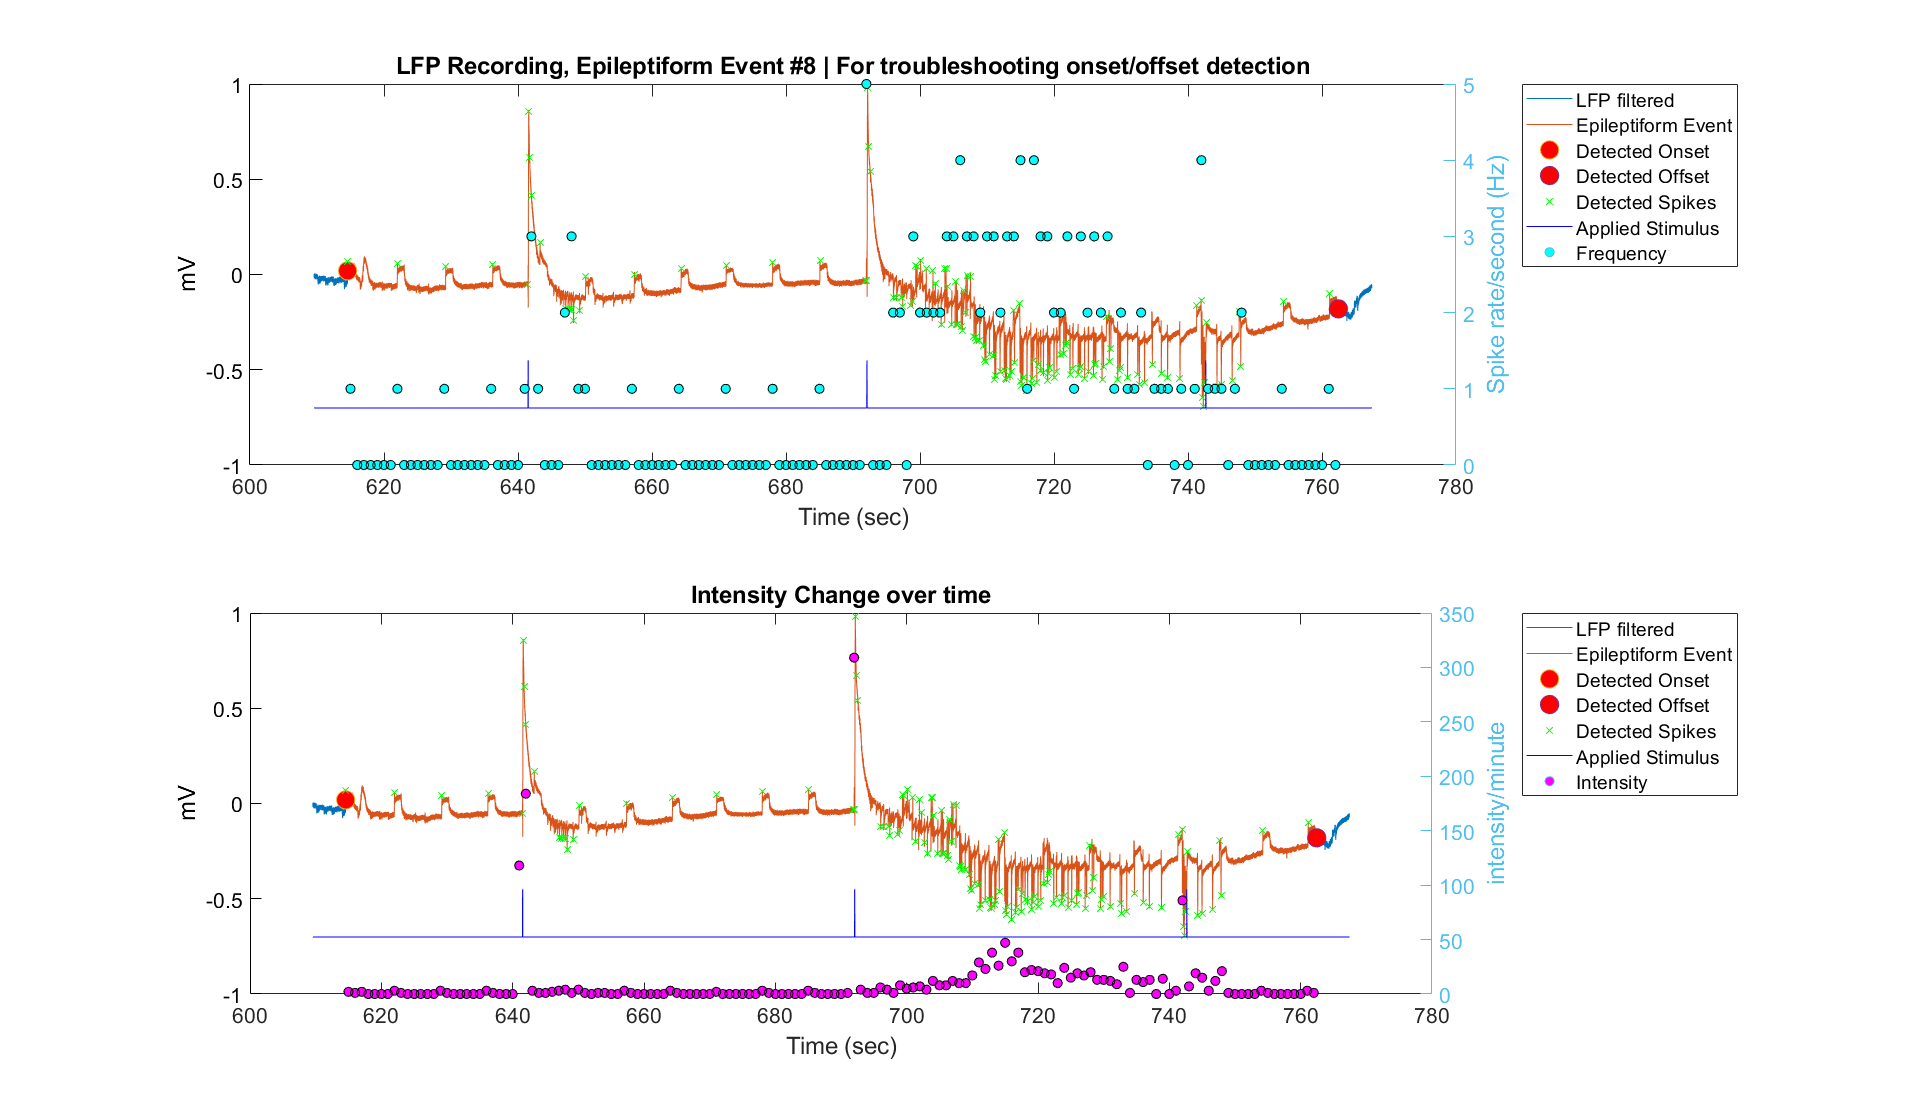 LFP Recording, Epileptiform Event #8 | For troubleshooting onset/offset detection
1
0.5
0
-0.5
-1
mV
600
620
640
660
680
700
720
740
760
780
Time (sec)
5
4
3
2
1
0
Spike rate/second (Hz)
LFP filtered
Epileptiform Event
Detected Onset
Detected Offset
Detected Spikes
Applied Stimulus
Frequency
Intensity Change over time
1
0.5
0
-0.5
-1
mV
600
620
640
660
680
700
720
740
760
780
Time (sec)
350
300
250
200
150
100
50
0
intensity/minute
LFP filtered
Epileptiform Event
Detected Onset
Detected Offset
Detected Spikes
Applied Stimulus
Intensity